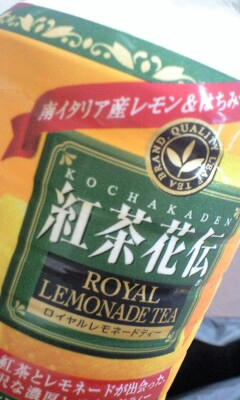 南イタリア産レモン&はちみ
QUALITY LEAF TEA BRAND
KOCHAKADEN
紅茶花伝
ROYAL
LEMONADE TEA
ロイヤルレモネードティー
紅茶とレモネードが出会った